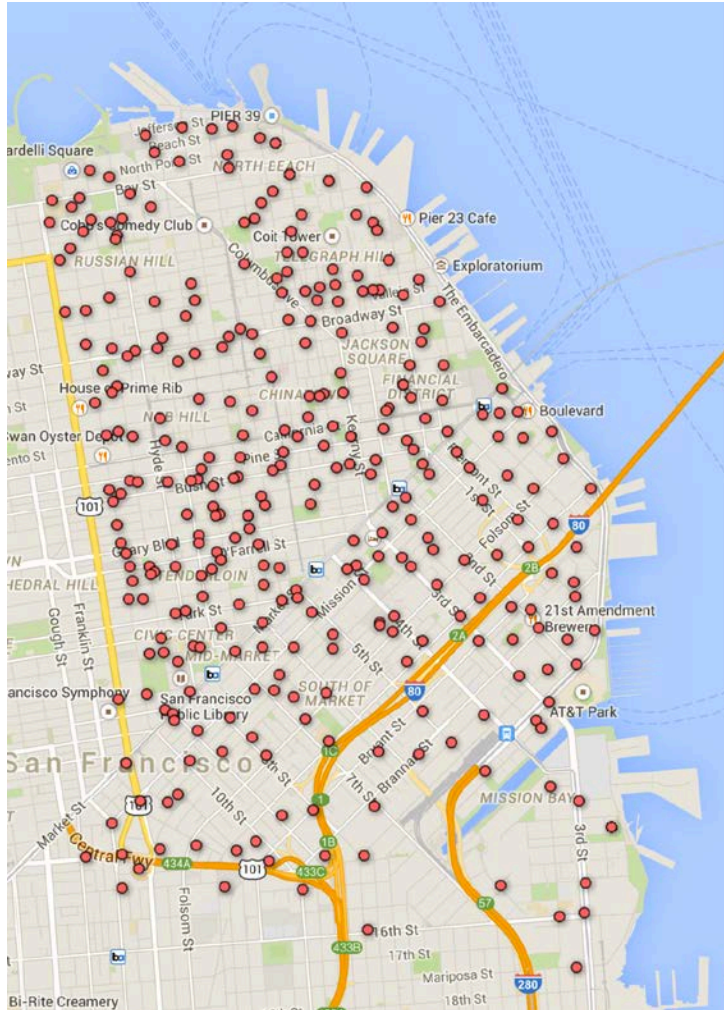 PIER 39
Jefferson St
Beach St
ardelli Square
North Point St
NORTH BEACH
Bay St
Pier 23 Cafe
Cobb's Comedy Club
Coit Tower
TELEGRAPH HILL
Exploratorium
RUSSIAN HILL
Columbus Ave
Vallejo St
The Embarcadero
Broadway St
JACKSON
SQUARE
way St
FINANCIAL
DISTRICT
House of Prime Rib
CHINATOWN
Boulevard
NOB HILL
California St
Kearny St
Swan Oyster Depot
Hyde St
Pine St
Fremont St
ento St
Bush St
1st St
101
Folsom St
80
Geary Blvd
O'Farrell St
2nd St
HEDRAL HILL
TENDERLOIN
Mission St
2B
3rd St
Turk St
Market St
21st Amendment
Brewery
Gough St
Franklin St
CIVIC CENTER
4th St
2A
MID-MARKET
5th St
San Francisco
Public Library
SOUTH OF
MARKET
80
ancisco Symphony
AT&T Park
Bryant St
1C
San Francisco
8th St
Brannan St
7th St
MISSION BAY
10th St
1
101
Market St
3rd St
1B
Central Fwy
434A
101
433C
Folsom St
57
16th St
433B
17th St
Mariposa St
280
18th St
Bi-Rite Creamery